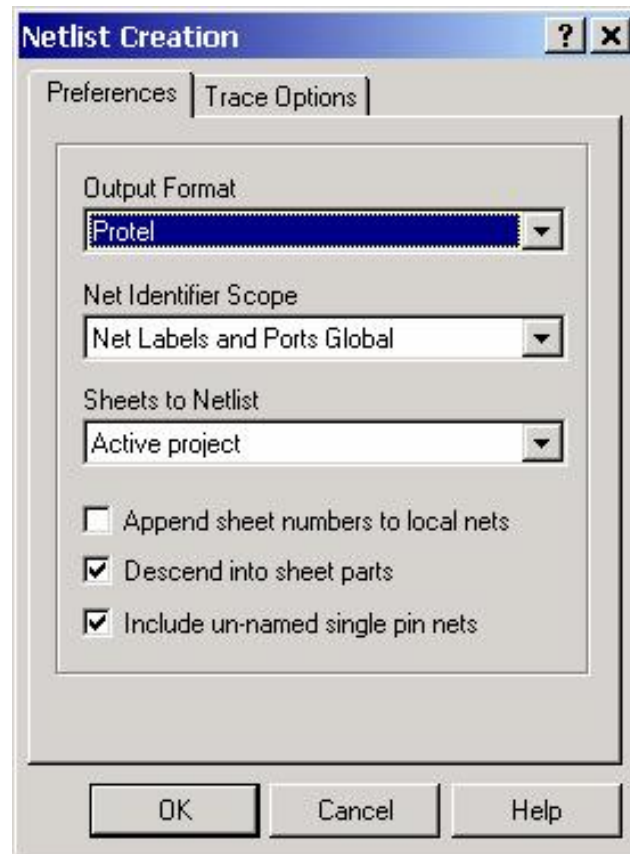 Netlist Creation
Preferences Trace Options
Output Format
Protel
Net Identifier Scope
Net Labels and Ports Global
Sheets to Netlist
Active project
Append sheet numbers to local nets
Descend into sheet parts
Include un-named single pin nets
OK Cancel Help